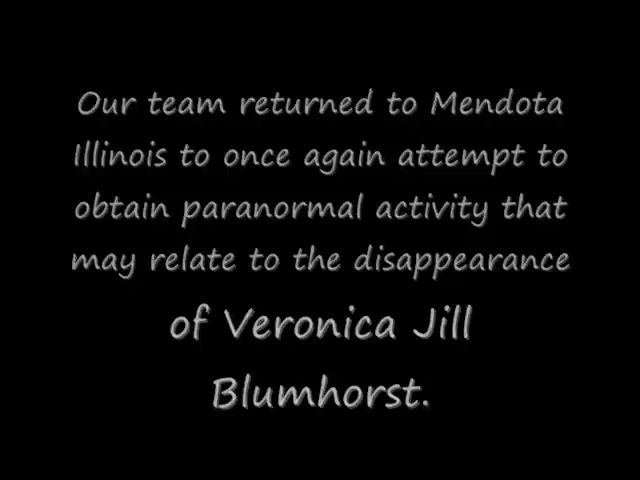 Our team returned to Mendota
Illinois to once again attempt to
obtain paranormal activity that
may relate to the disappearance
of Veronica Jill
Blumhorst.